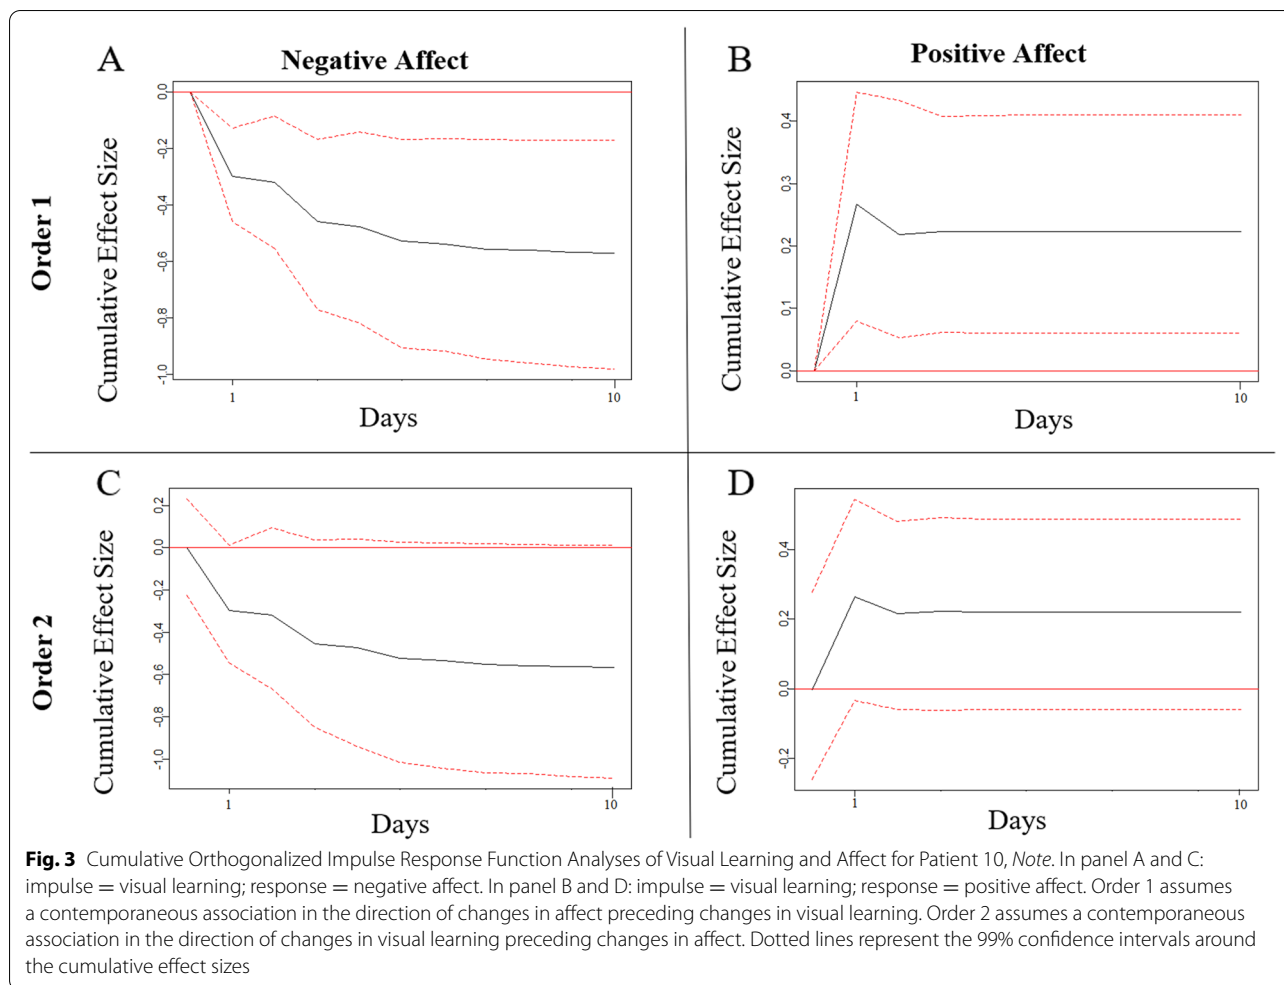 A
Negative Affect
B
Positive Affect
Order 1
Cumulative Effect Size
0.0
-0.2
-0.4
-0.6
-0.8
-1.0
1
10
Days
Cumulative Effect Size
0.4
0.3
0.2
0.1
0.0
1
10
Days
C
D
Order 2
Cumulative Effect Size
0.2
0.0
-0.2
-0.4
-0.6
-0.8
-1.0
1
10
Days
Cumulative Effect Size
0.4
0.2
0.0
-0.2
1
10
Days
Fig. 3 Cumulative Orthogonalized Impulse Response Function Analyses of Visual Learning and Affect for Patient 10, Note. In panel A and C:
impulse = visual learning; response = negative affect. In panel B and D: impulse = visual learning; response = positive affect. Order 1 assumes
a contemporaneous association in the direction of changes in affect preceding changes in visual learning. Order 2 assumes a contemporaneous
association in the direction of changes in visual learning preceding changes in affect. Dotted lines represent the 99% confidence intervals around
the cumulative effect sizes